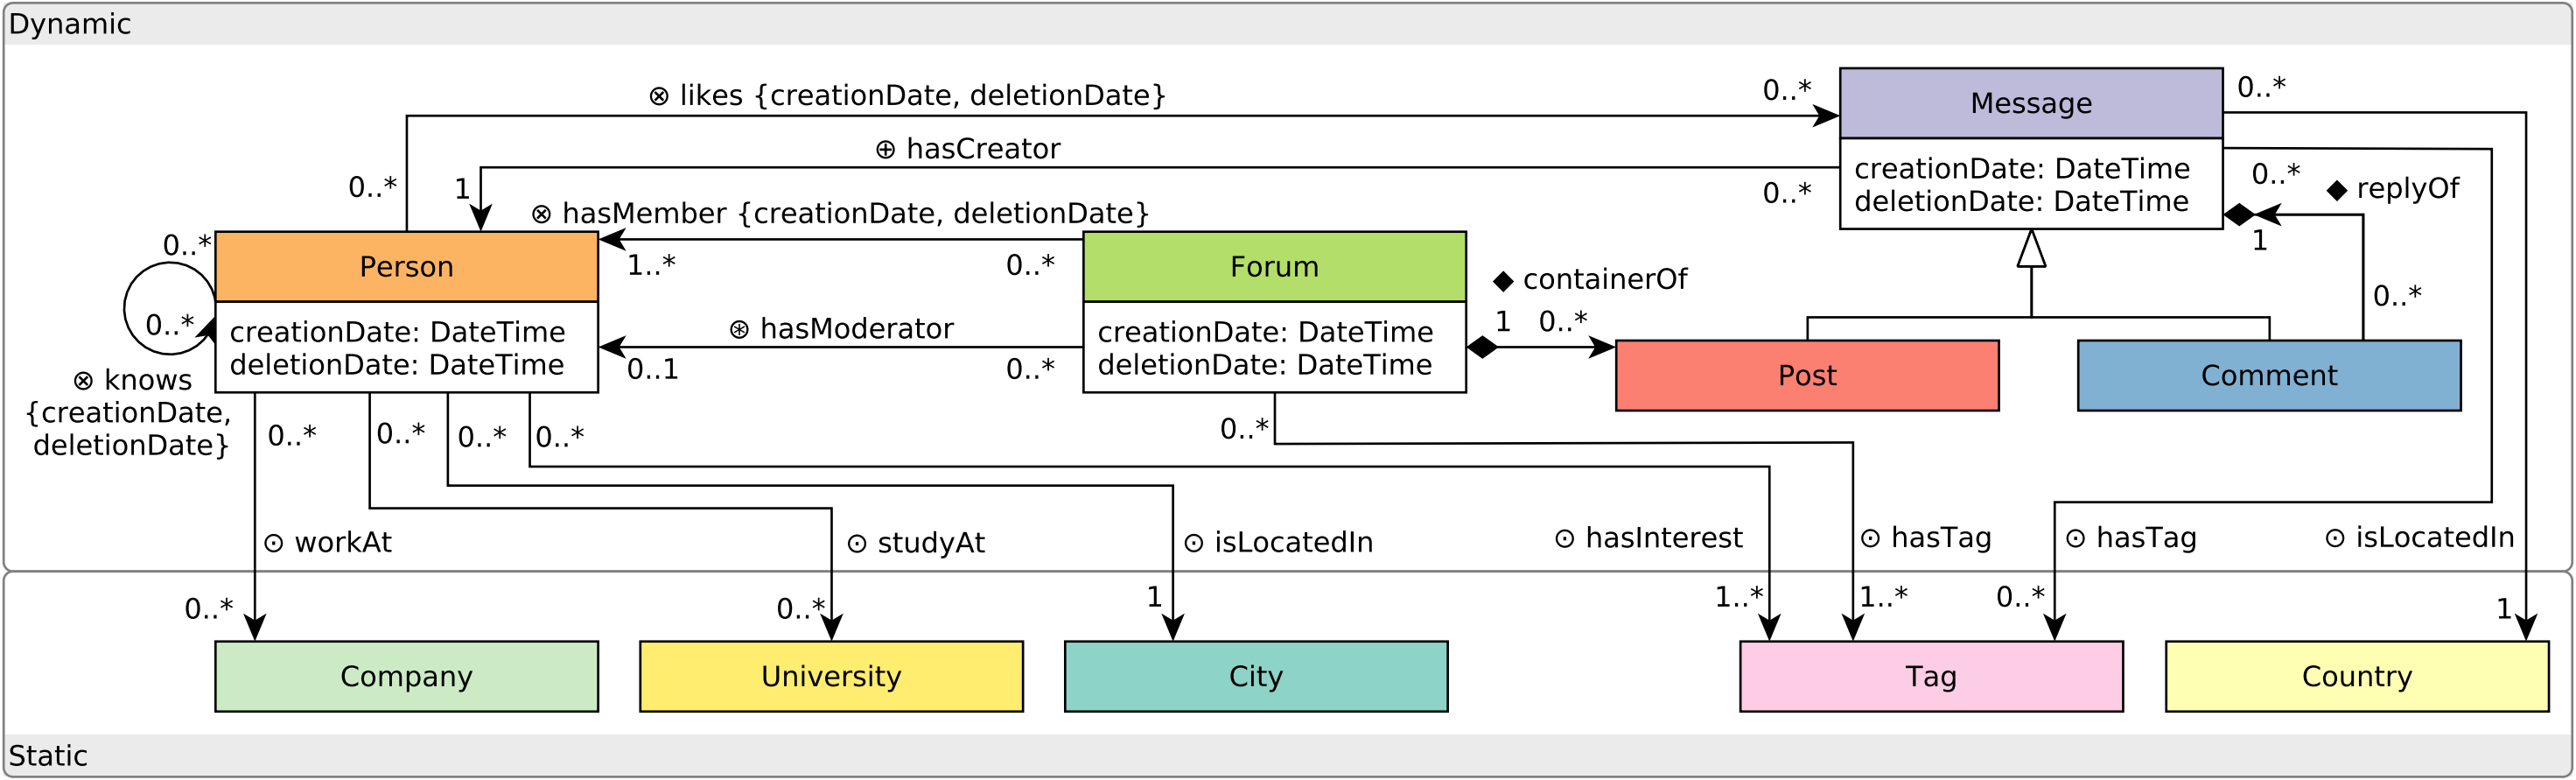 Dynamic
⊗ likes {creationDate, deletionDate}
0..*
Message
0..*
⊕ hasCreator
creationDate: DateTime
deletionDate: DateTime
0..*
1
0..*
0..*
◆ replyOf
1
0..*
⊗ hasMember {creationDate, deletionDate}
0..*
0..*
Person
creationDate: DateTime
deletionDate: DateTime
1..*
0..*
Forum
creationDate: DateTime
deletionDate: DateTime
◆ containerOf
1
0..*
⊛ hasModerator
0..1
0..*
Post
Comment
⊗ knows
{creationDate,
deletionDate}
0..*
0..*
0..*
0..*
0..*
⊙ workAt
⊙ studyAt
⊙ isLocatedIn
⊙ hasInterest
⊙ hasTag
⊙ hasTag
⊙ isLocatedIn
0..*
0..*
1
1..*
1..*
0..*
1
Company
University
City
Tag
Country
Static